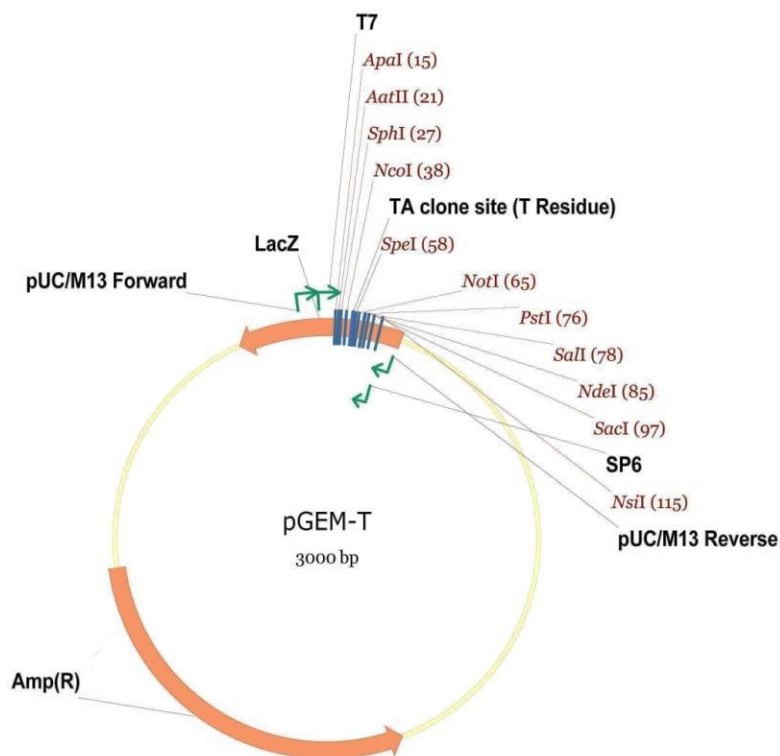 T7
ApaI (15)
AatII (21)
SphI (27)
NcoI (38)
TA clone site (T Residue)
LacZ
SpeI (58)
pUC/M13 Forward
NotI (65)
PstI (76)
SalI (78)
NdeI (85)
SacI (97)
SP6
NsiI (115)
pUC/M13 Reverse
pGEM-T
3000 bp
Amp(R)